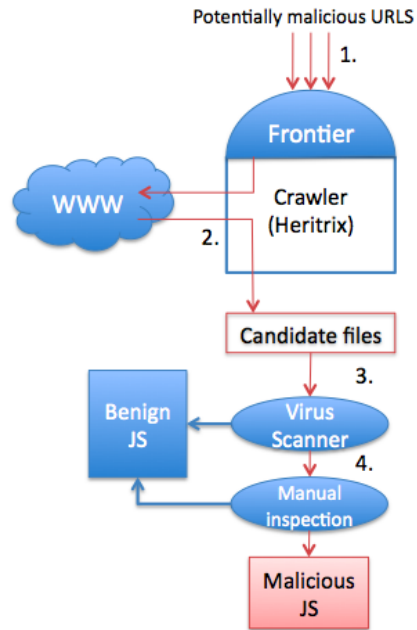 Potentially malicious URLS
1.
Frontier
WWW
Crawler
(Heritrix)
2.
Candidate files
3.
Benign
JS
Virus
Scanner
4.
Manual
inspection
Malicious
JS